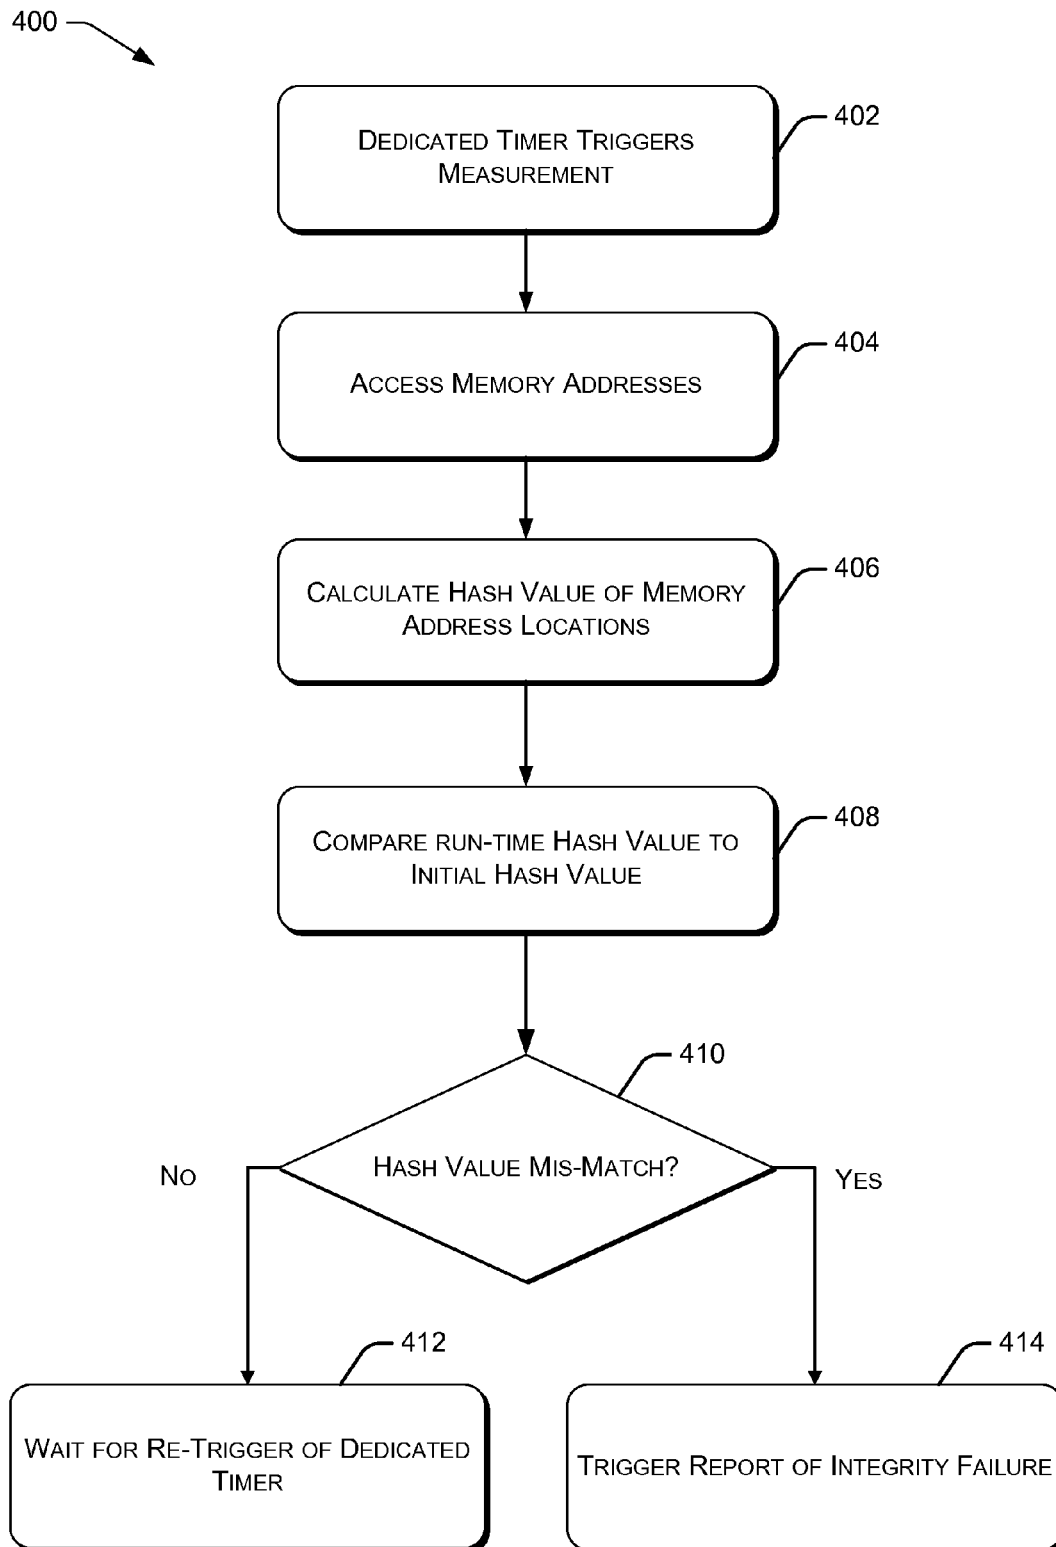 400
402
Dedicated Timer Triggers
Measurement
404
Access Memory Addresses
406
Calculate Hash Value of Memory
Address Locations
408
Compare run-time Hash Value to
Initial Hash Value
410
Hash Value Mis-Match?
No
Yes
412
414
Wait for Re-Trigger of Dedicated
Timer
Trigger Report of Integrity Failure